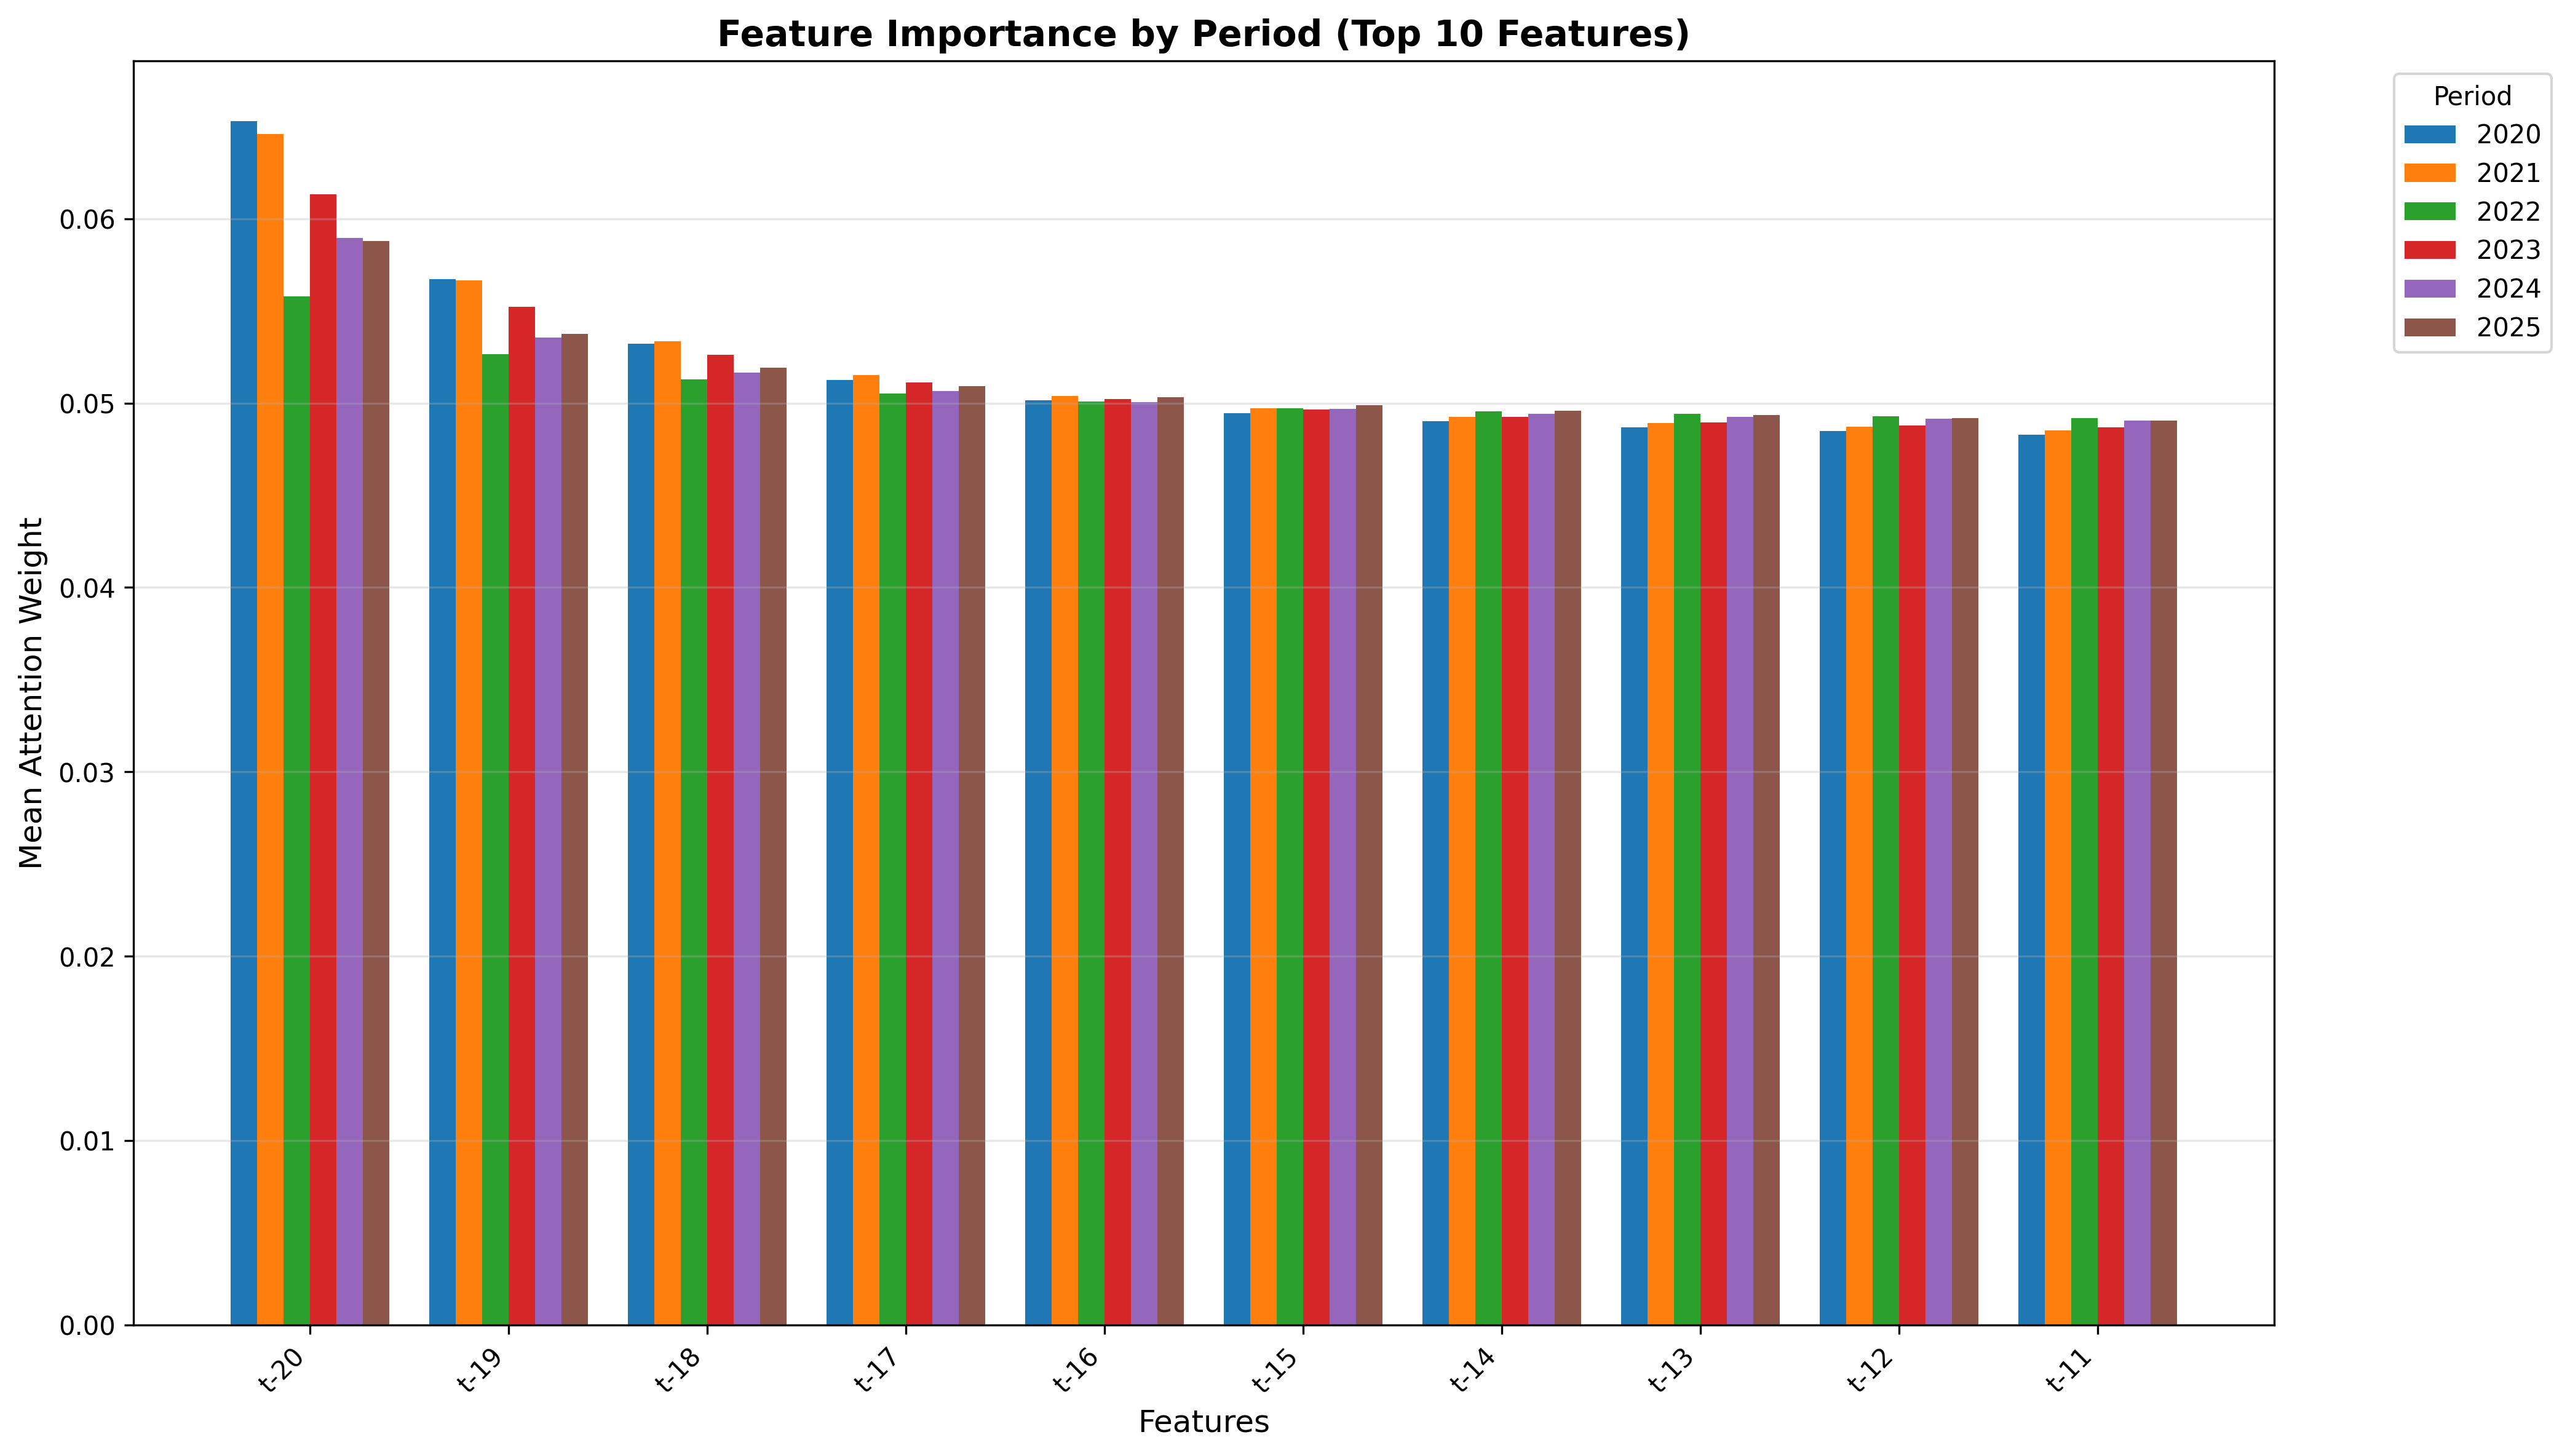 Feature Importance by Period (Top 10 Features)
Period
2020
2021
2022
2023
2024
2025
Mean Attention Weight
0.06
0.05
0.04
0.03
0.02
0.01
0.00
t-20
t-19
t-18
t-17
t-16
t-15
t-14
t-13
t-12
t-11
Features